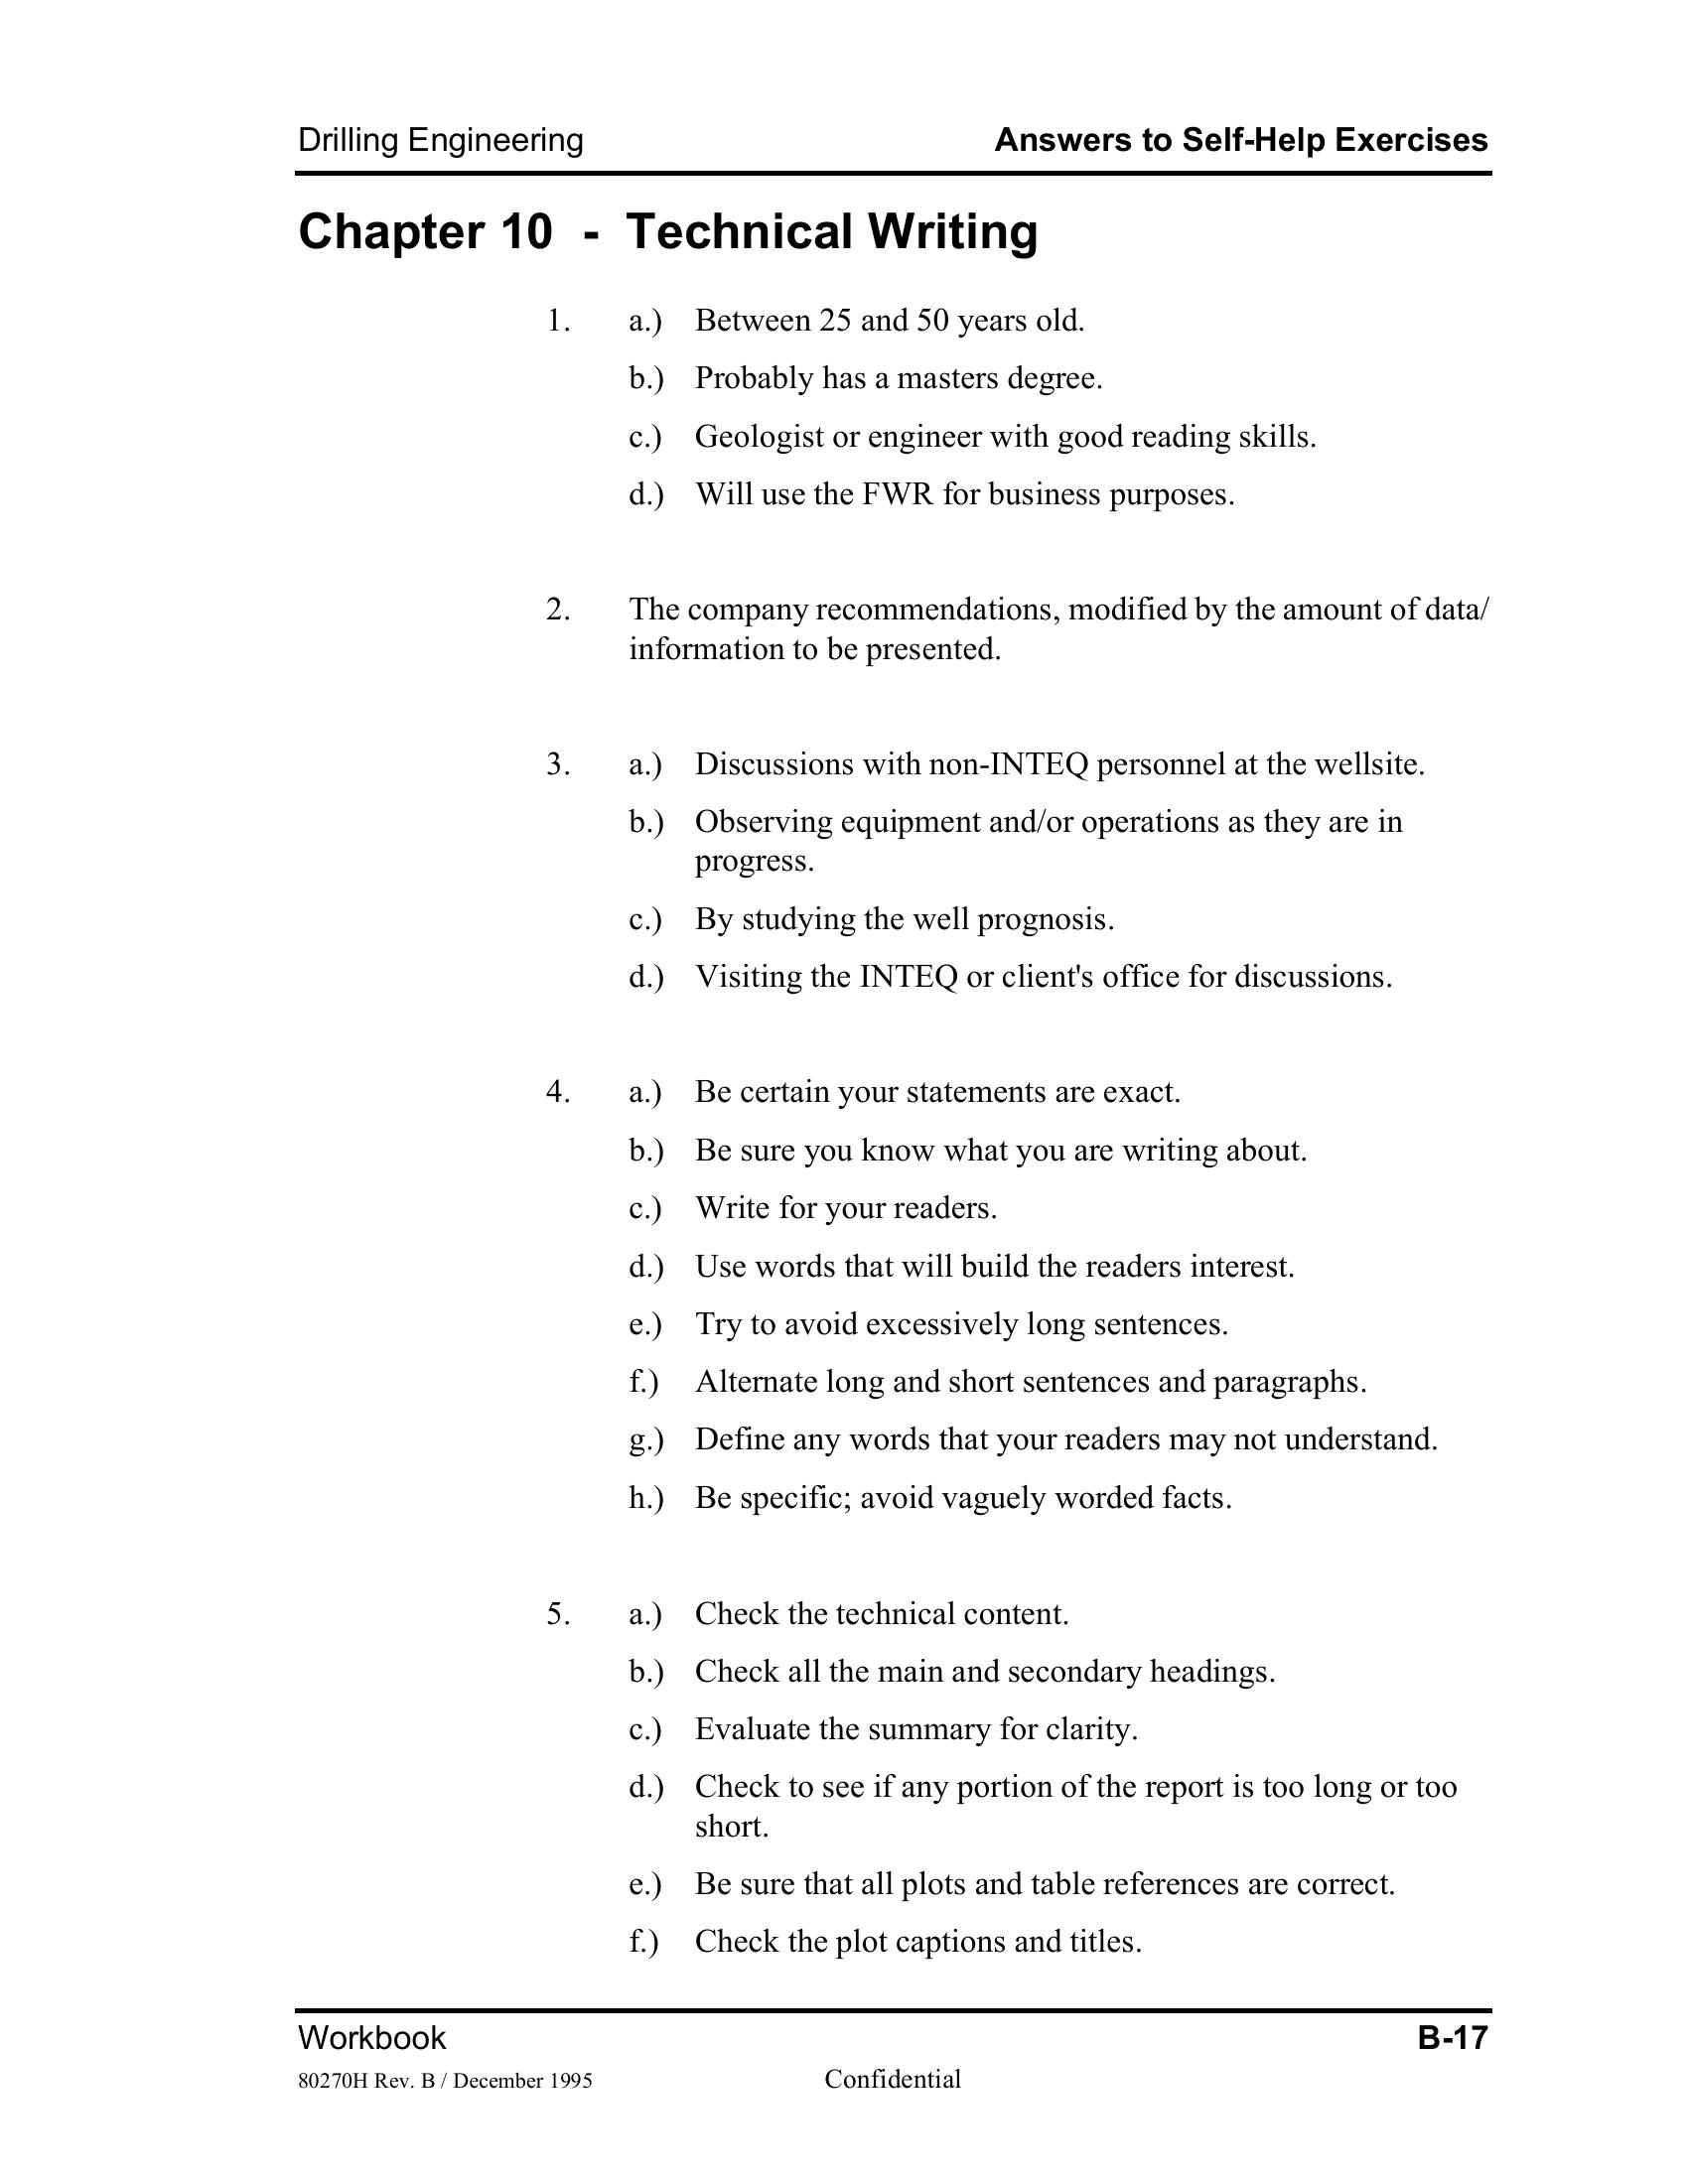 Drilling Engineering Answers to Self-Help Exercises
Chapter 10 - Technical Writing
1. a.) Between 25 and 50 years old.
b.) Probably has a masters degree.
c.) Geologist or engineer with good reading skills.
d.) Will use the FWR for business purposes.
2. The company recommendations, modified by the amount of data/
information to be presented.
3. a.) Discussions with non-INTEQ personnel at the wellsite.
b.) Observing equipment and/or operations as they are in
progress.
c.) By studying the well prognosis.
d.) Visiting the INTEQ or client's office for discussions.
4. a.) Be certain your statements are exact.
b.) Be sure you know what you are writing about.
c.) Write for your readers.
d.) Use words that will build the readers interest.
e.) Try to avoid excessively long sentences.
f.) Alternate long and short sentences and paragraphs.
g.) Define any words that your readers may not understand.
h.) Be specific; avoid vaguely worded facts.
5. a.) Check the technical content.
b.) Check all the main and secondary headings.
c.) Evaluate the summary for clarity.
d.) Check to see if any portion of the report is too long or too
short.
e.) Be sure that all plots and table references are correct.
f.) Check the plot captions and titles.
Workbook B-17
80270H Rev. B / December 1995 Confidential